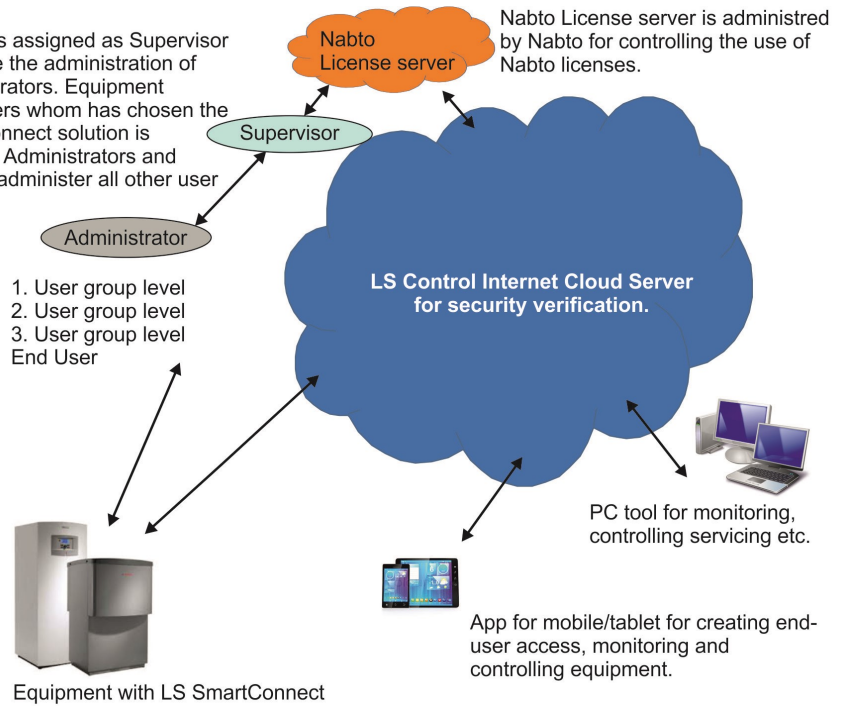 s assigned as Supervisor
e the administration of
rators. Equipment
ers whom has chosen the
onnect solution is
Administrators and
administer all other user
Nabto
License server
Nabto License server is administred
by Nabto for controlling the use of
Nabto licenses.
Supervisor
Administrator
1. User group level
2. User group level
3. User group level
End User
LS Control Internet Cloud Server
for security verification.
PC tool for monitoring,
controlling servicing etc.
App for mobile/tablet for creating end-
user access, monitoring and
controlling equipment.
Equipment with LS SmartConnect